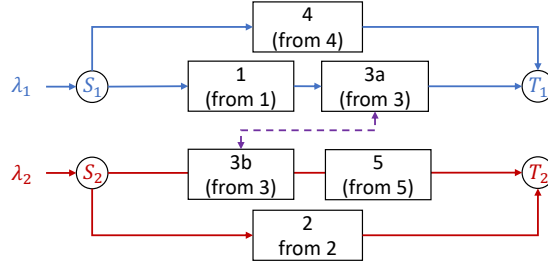 4
(from 4)
λ₁ S₁ 1 3a T₁
(from 1) (from 3)
λ₂ S₂ 3b 5 T₂
(from 3) (from 5)
2
from 2